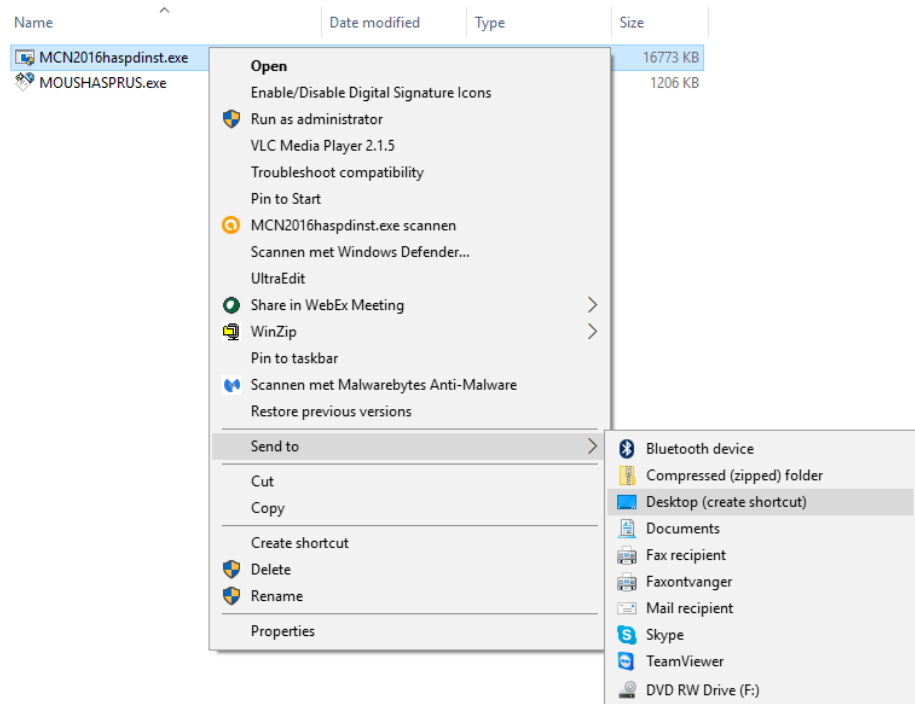 Name Date modified Type Size
MCN2016haspdinst.exe 16773 KB
MOUSHASPRUS.exe 1206 KB
Open
Enable/Disable Digital Signature Icons
Run as administrator
VLC Media Player 2.1.5
Troubleshoot compatibility
Pin to Start
MCN2016haspdinst.exe scannen
Scannen met Windows Defender...
UltraEdit
Share in WebEx Meeting
WinZip
Pin to taskbar
Scannen met Malwarebytes Anti-Malware
Restore previous versions
Send to
Cut
Copy
Create shortcut
Delete
Rename
Properties
Bluetooth device
Compressed (zipped) folder
Desktop (create shortcut)
Documents
Fax recipient
Faxontvanger
Mail recipient
Skype
TeamViewer
DVD RW Drive (F:)